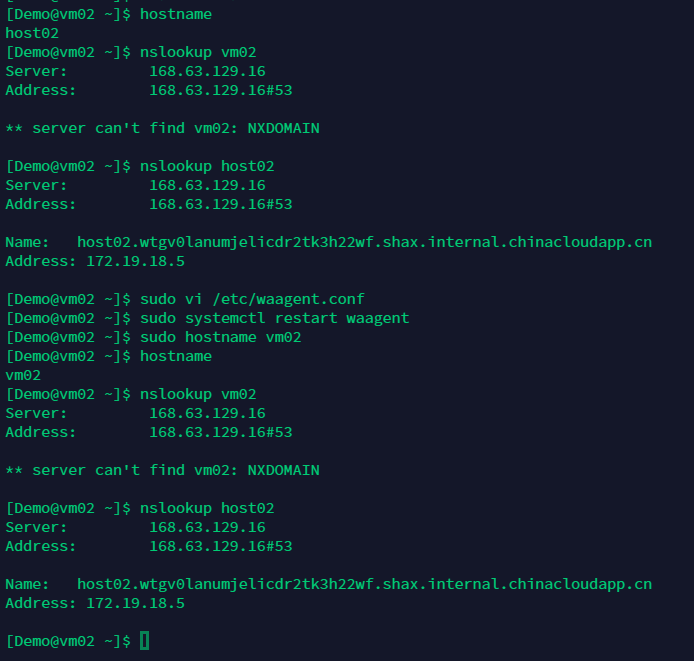 [Demo@vm02 ~]$ hostname
host02
[Demo@vm02 ~]$ nslookup vm02
Server:         168.63.129.16
Address:        168.63.129.16#53
** server can't find vm02: NXDOMAIN
[Demo@vm02 ~]$ nslookup host02
Server:         168.63.129.16
Address:        168.63.129.16#53
Name:   host02.wtgv0lanumjelicdr2tk3h22wf.shax.internal.chinacloudapp.cn
Address: 172.19.18.5
[Demo@vm02 ~]$ sudo vi /etc/waagent.conf
[Demo@vm02 ~]$ sudo systemctl restart waagent
[Demo@vm02 ~]$ sudo hostname vm02
[Demo@vm02 ~]$ hostname
vm02
[Demo@vm02 ~]$ nslookup vm02
Server:         168.63.129.16
Address:        168.63.129.16#53
** server can't find vm02: NXDOMAIN
[Demo@vm02 ~]$ nslookup host02
Server:         168.63.129.16
Address:        168.63.129.16#53
Name:   host02.wtgv0lanumjelicdr2tk3h22wf.shax.internal.chinacloudapp.cn
Address: 172.19.18.5
[Demo@vm02 ~]$